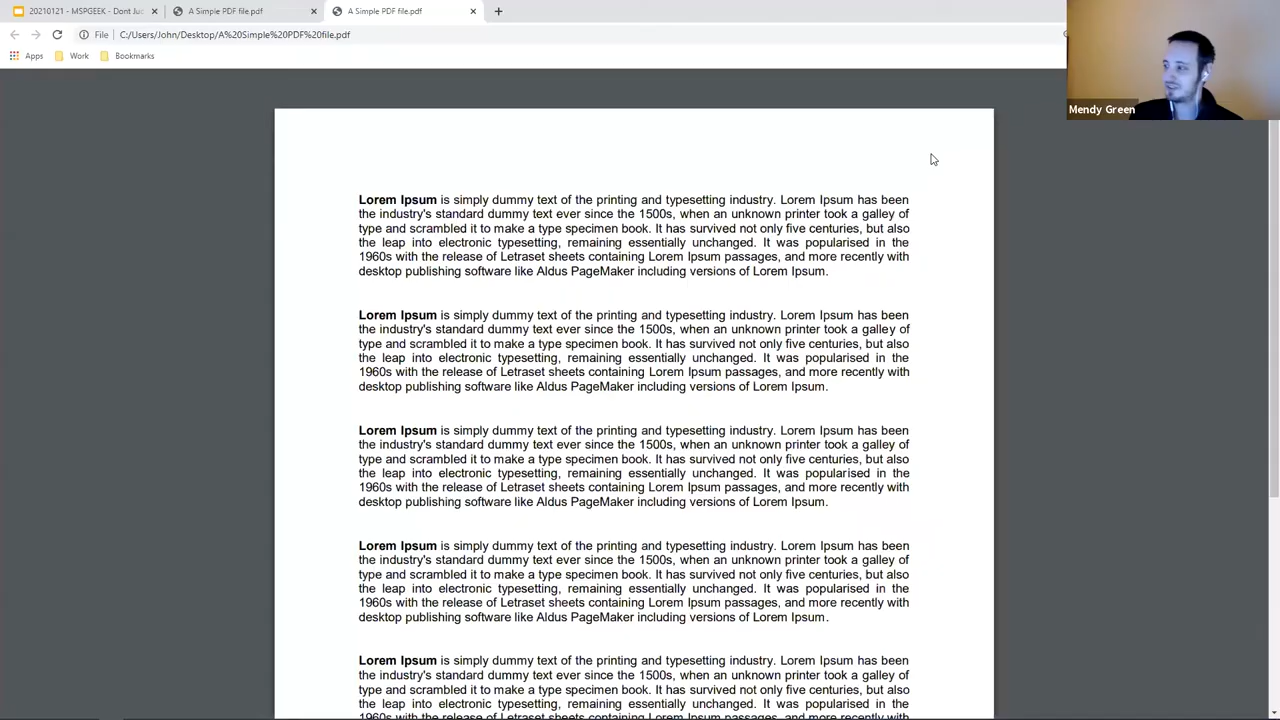 20210121 - MSPGEEK - Dont Jud
A Simple PDF file.pdf
A Simple PDF file.pdf
File
C:/Users/John/Desktop/A%20Simple%20PDF%20file.pdf
Apps
Work
Bookmarks
Mendy Green
Lorem Ipsum is simply dummy text of the printing and typesetting industry. Lorem Ipsum has been
the industry's standard dummy text ever since the 1500s, when an unknown printer took a galley of
type and scrambled it to make a type specimen book. It has survived not only five centuries, but also
the leap into electronic typesetting, remaining essentially unchanged. It was popularised in the
1960s with the release of Letraset sheets containing Lorem Ipsum passages, and more recently with
desktop publishing software like Aldus PageMaker including versions of Lorem Ipsum.
Lorem Ipsum is simply dummy text of the printing and typesetting industry. Lorem Ipsum has been
the industry's standard dummy text ever since the 1500s, when an unknown printer took a galley of
type and scrambled it to make a type specimen book. It has survived not only five centuries, but also
the leap into electronic typesetting, remaining essentially unchanged. It was popularised in the
1960s with the release of Letraset sheets containing Lorem Ipsum passages, and more recently with
desktop publishing software like Aldus PageMaker including versions of Lorem Ipsum.
Lorem Ipsum is simply dummy text of the printing and typesetting industry. Lorem Ipsum has been
the industry's standard dummy text ever since the 1500s, when an unknown printer took a galley of
type and scrambled it to make a type specimen book. It has survived not only five centuries, but also
the leap into electronic typesetting, remaining essentially unchanged. It was popularised in the
1960s with the release of Letraset sheets containing Lorem Ipsum passages, and more recently with
desktop publishing software like Aldus PageMaker including versions of Lorem Ipsum.
Lorem Ipsum is simply dummy text of the printing and typesetting industry. Lorem Ipsum has been
the industry's standard dummy text ever since the 1500s, when an unknown printer took a galley of
type and scrambled it to make a type specimen book. It has survived not only five centuries, but also
the leap into electronic typesetting, remaining essentially unchanged. It was popularised in the
1960s with the release of Letraset sheets containing Lorem Ipsum passages, and more recently with
desktop publishing software like Aldus PageMaker including versions of Lorem Ipsum.
Lorem Ipsum is simply dummy text of the printing and typesetting industry. Lorem Ipsum has been
the industry's standard dummy text ever since the 1500s, when an unknown printer took a galley of
type and scrambled it to make a type specimen book. It has survived not only five centuries, but also
the leap into electronic typesetting, remaining essentially unchanged. It was popularised in the
1960s with the release of Letraset sheets containing Lorem Ipsum passages, and more recently with